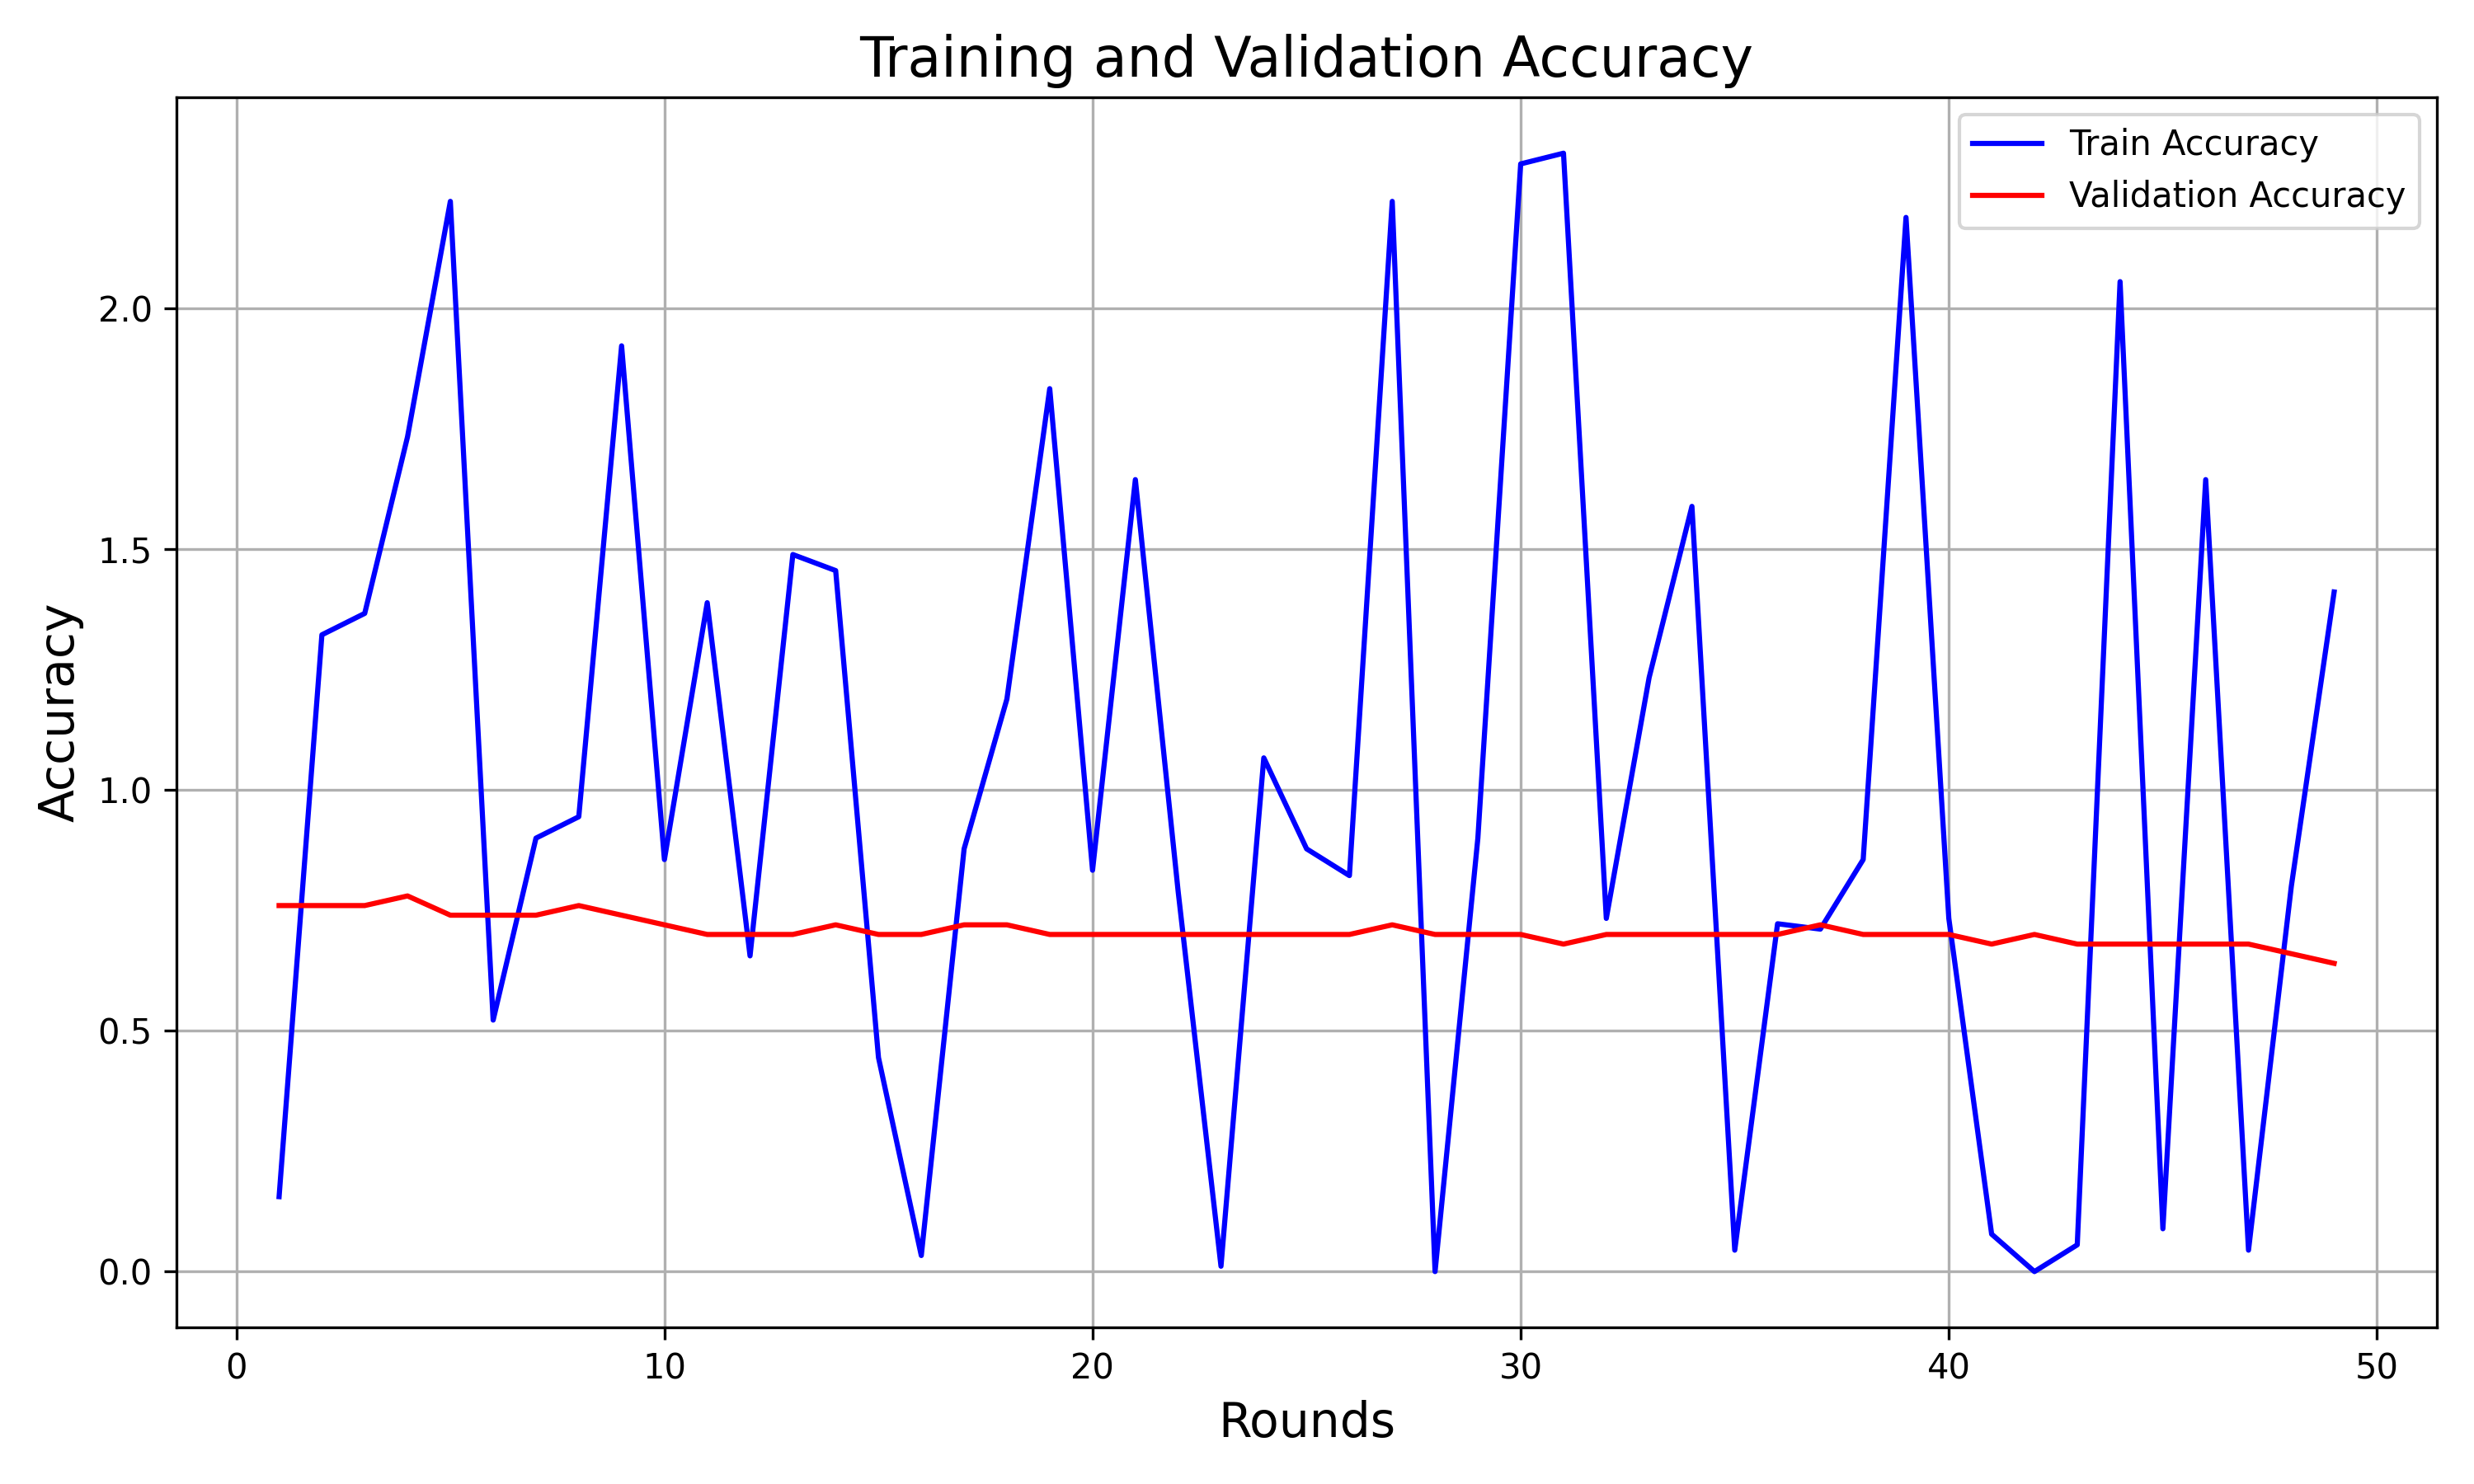 Training and Validation Accuracy
Train Accuracy
Validation Accuracy
Accuracy
2.0
1.5
1.0
0.5
0.0
0 10 20 30 40 50
Rounds